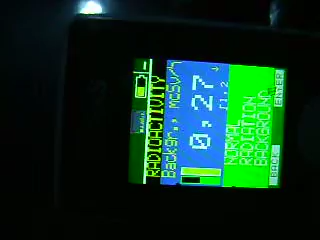 RADIOACTIVITY
Backgr., mcSv/h
0,27
NORMAL
RADIATION
BACKGROUND
BACK
ENTER